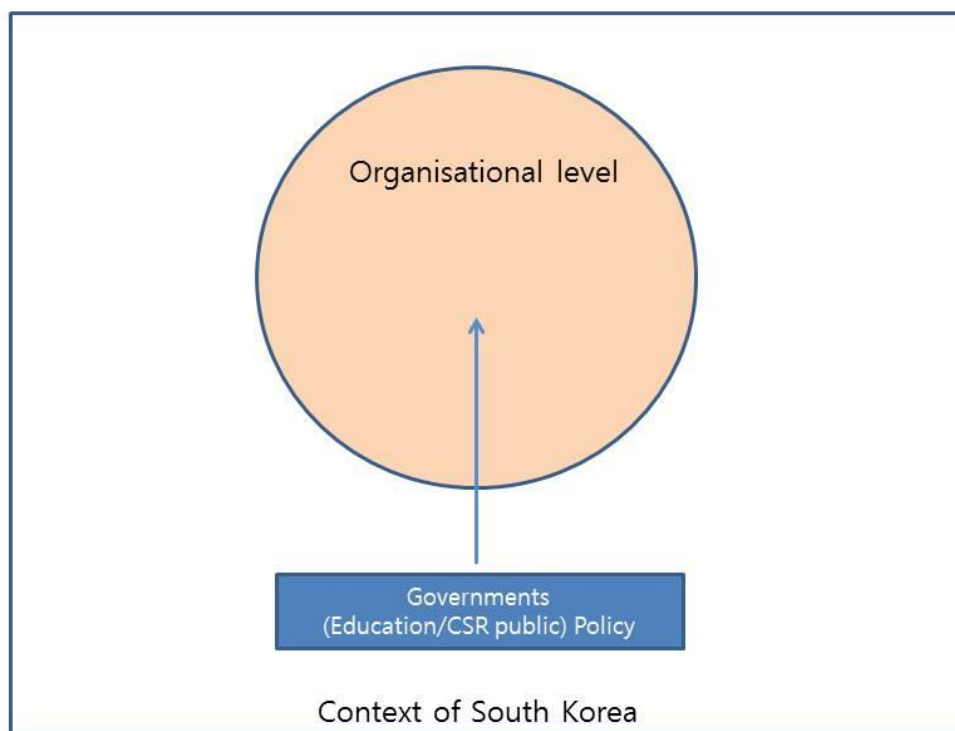 Organisational level
Governments
(Education/CSR public) Policy
Context of South Korea